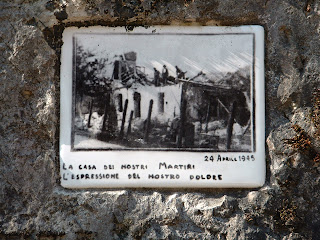 24 APRILE 1945
LA CASA DEI NOSTRI MARTIRI
L'ESPRESSIONE DEL NOSTRO DOLORE